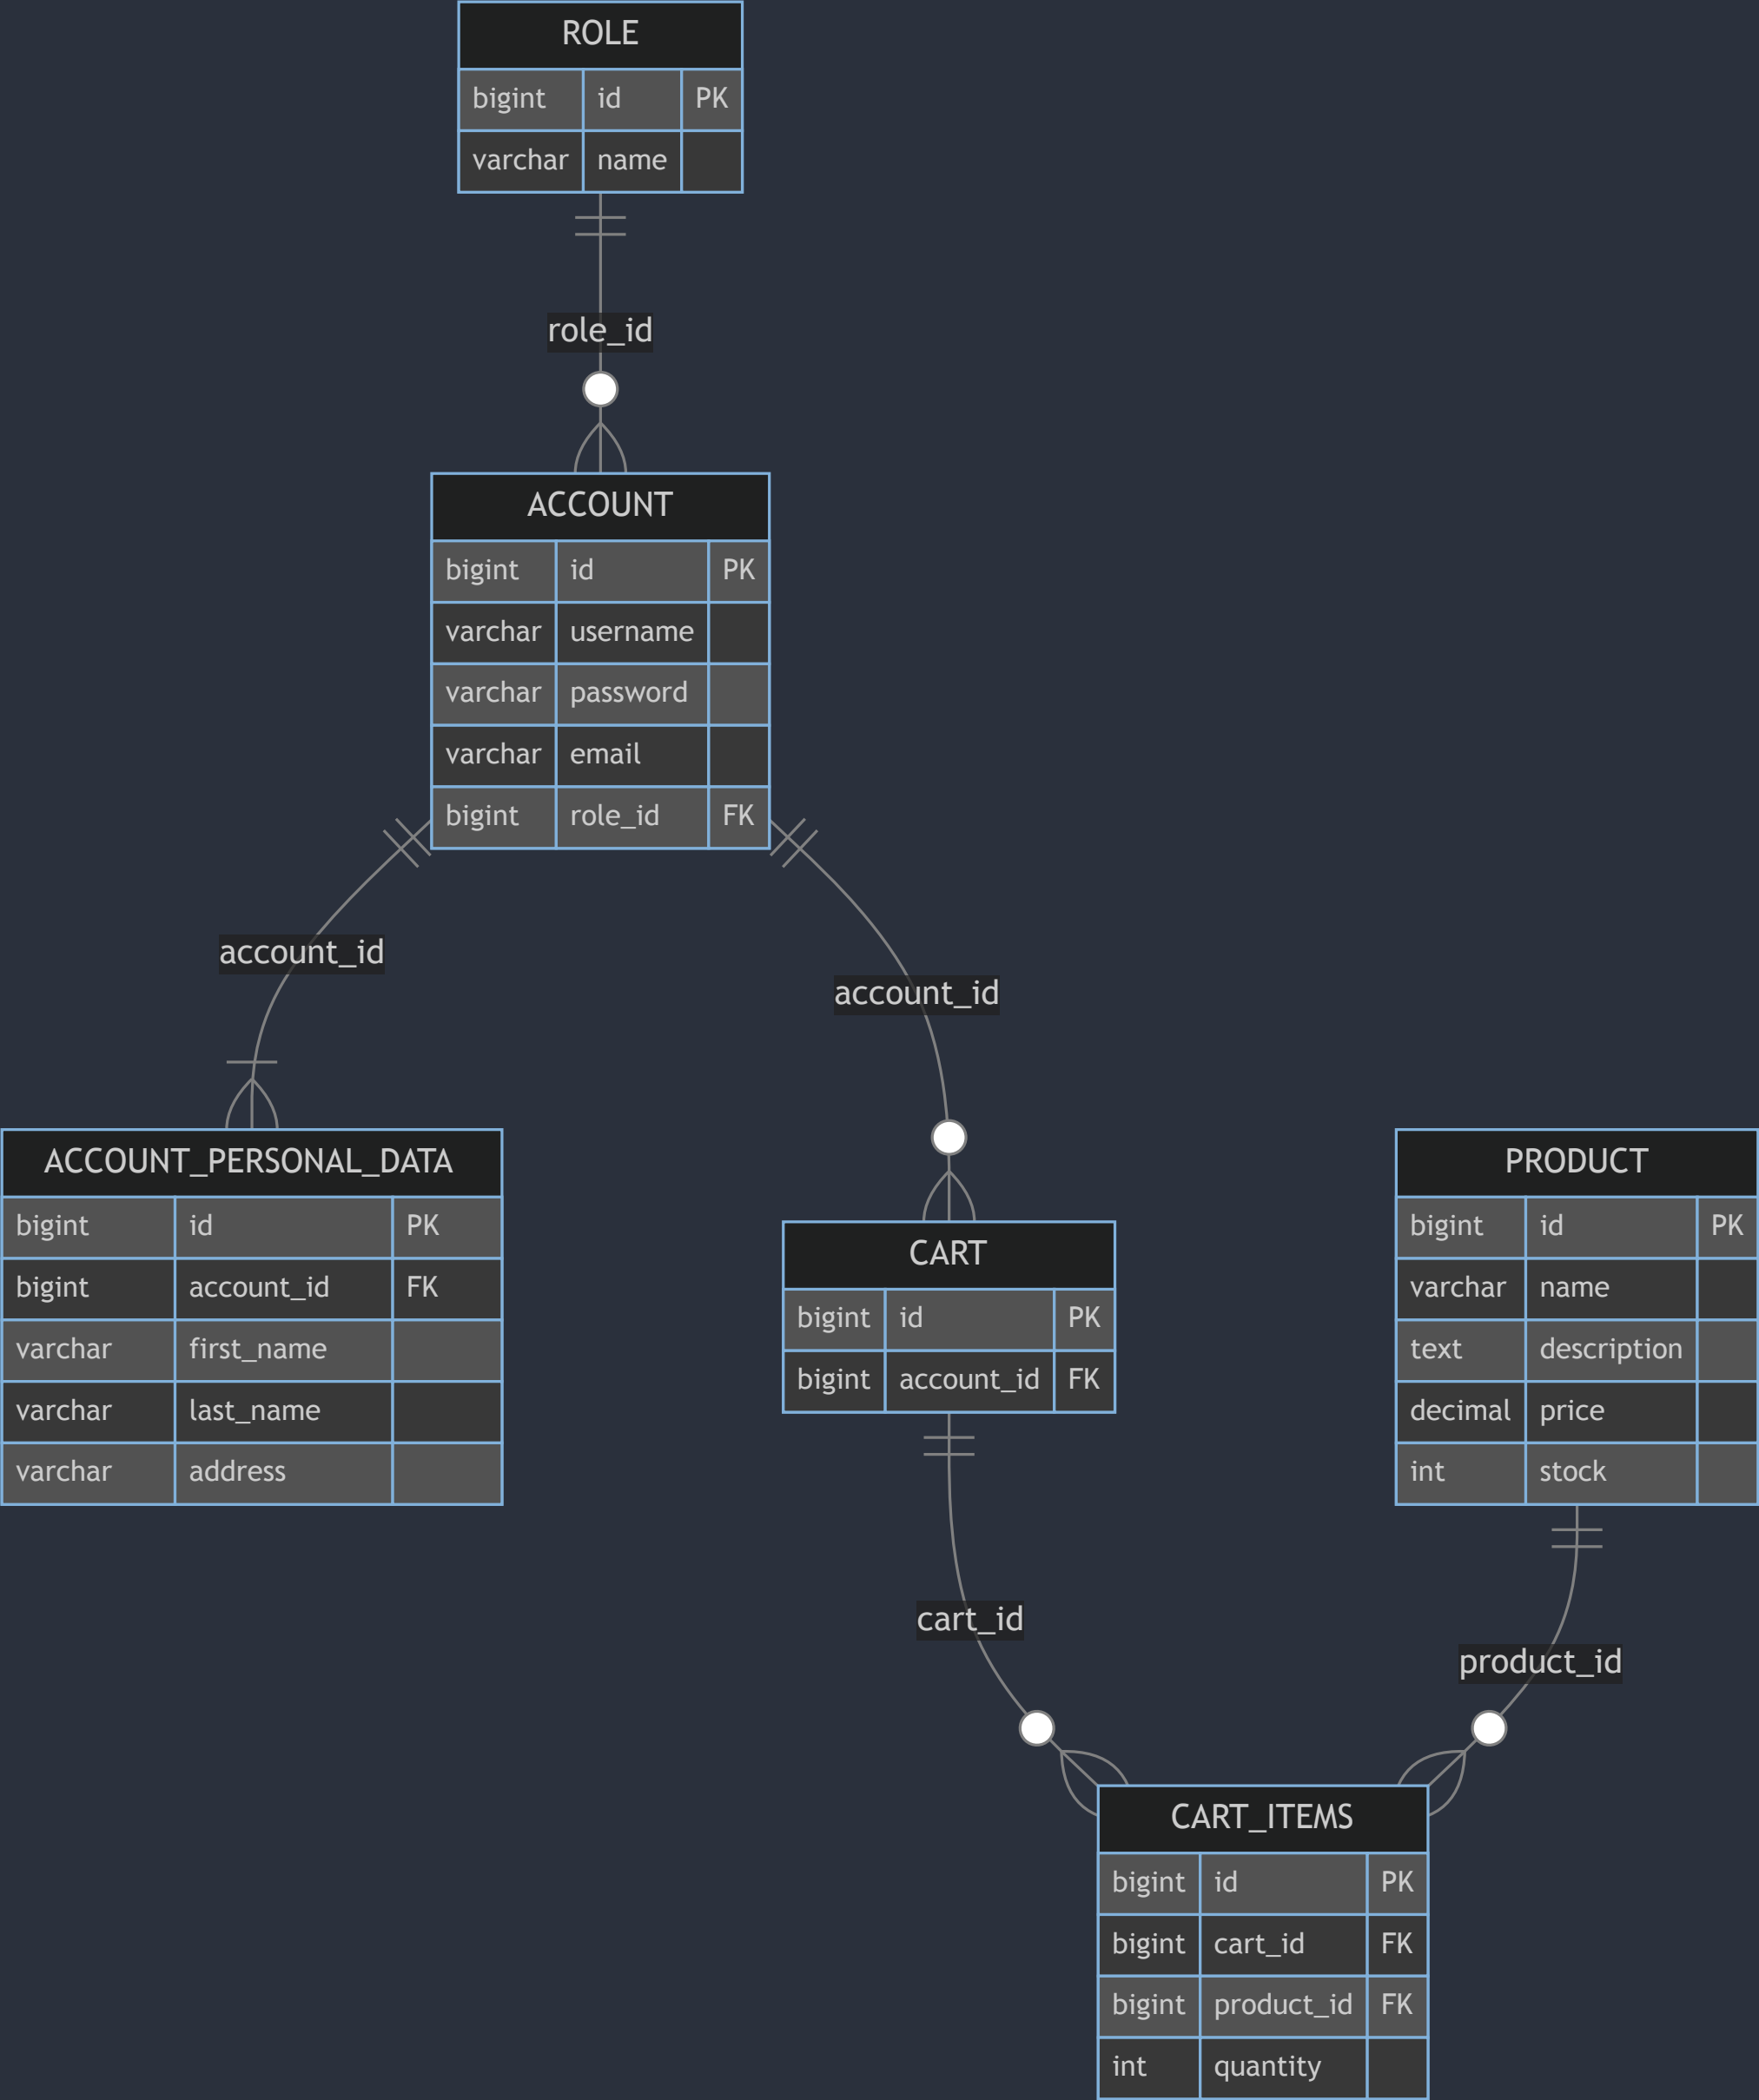 ROLE
bigint id PK
varchar name
role_id
ACCOUNT
bigint id PK
varchar username
varchar password
varchar email
bigint role_id FK
account_id
account_id
ACCOUNT_PERSONAL_DATA
bigint id PK
bigint account_id FK
varchar first_name
varchar last_name
varchar address
CART
bigint id PK
bigint account_id FK
PRODUCT
bigint id PK
varchar name
text description
decimal price
int stock
cart_id
product_id
CART_ITEMS
bigint id PK
bigint cart_id FK
bigint product_id FK
int quantity